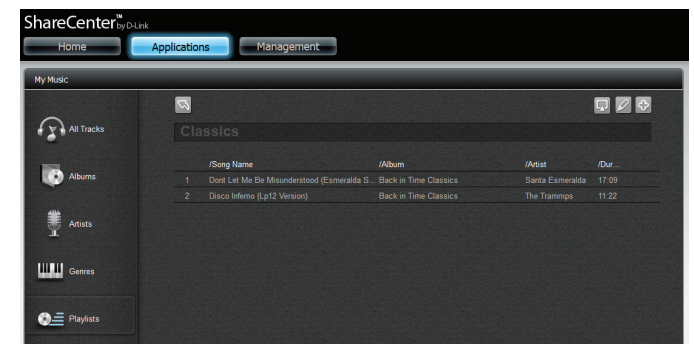 ShareCenter™ by D-Link
Home Applications Management
My Music
All Tracks
Albums
Artists
Genres
Playlists
Classics
/Song Name /Album /Artist /Dur...
1 Dont Let Me Be Misunderstood (Esmeralda S... Back in Time Classics Santa Esmeralda 17:09
2 Disco Inferno (Lp12 Version) Back in Time Classics The Trammps 11:22